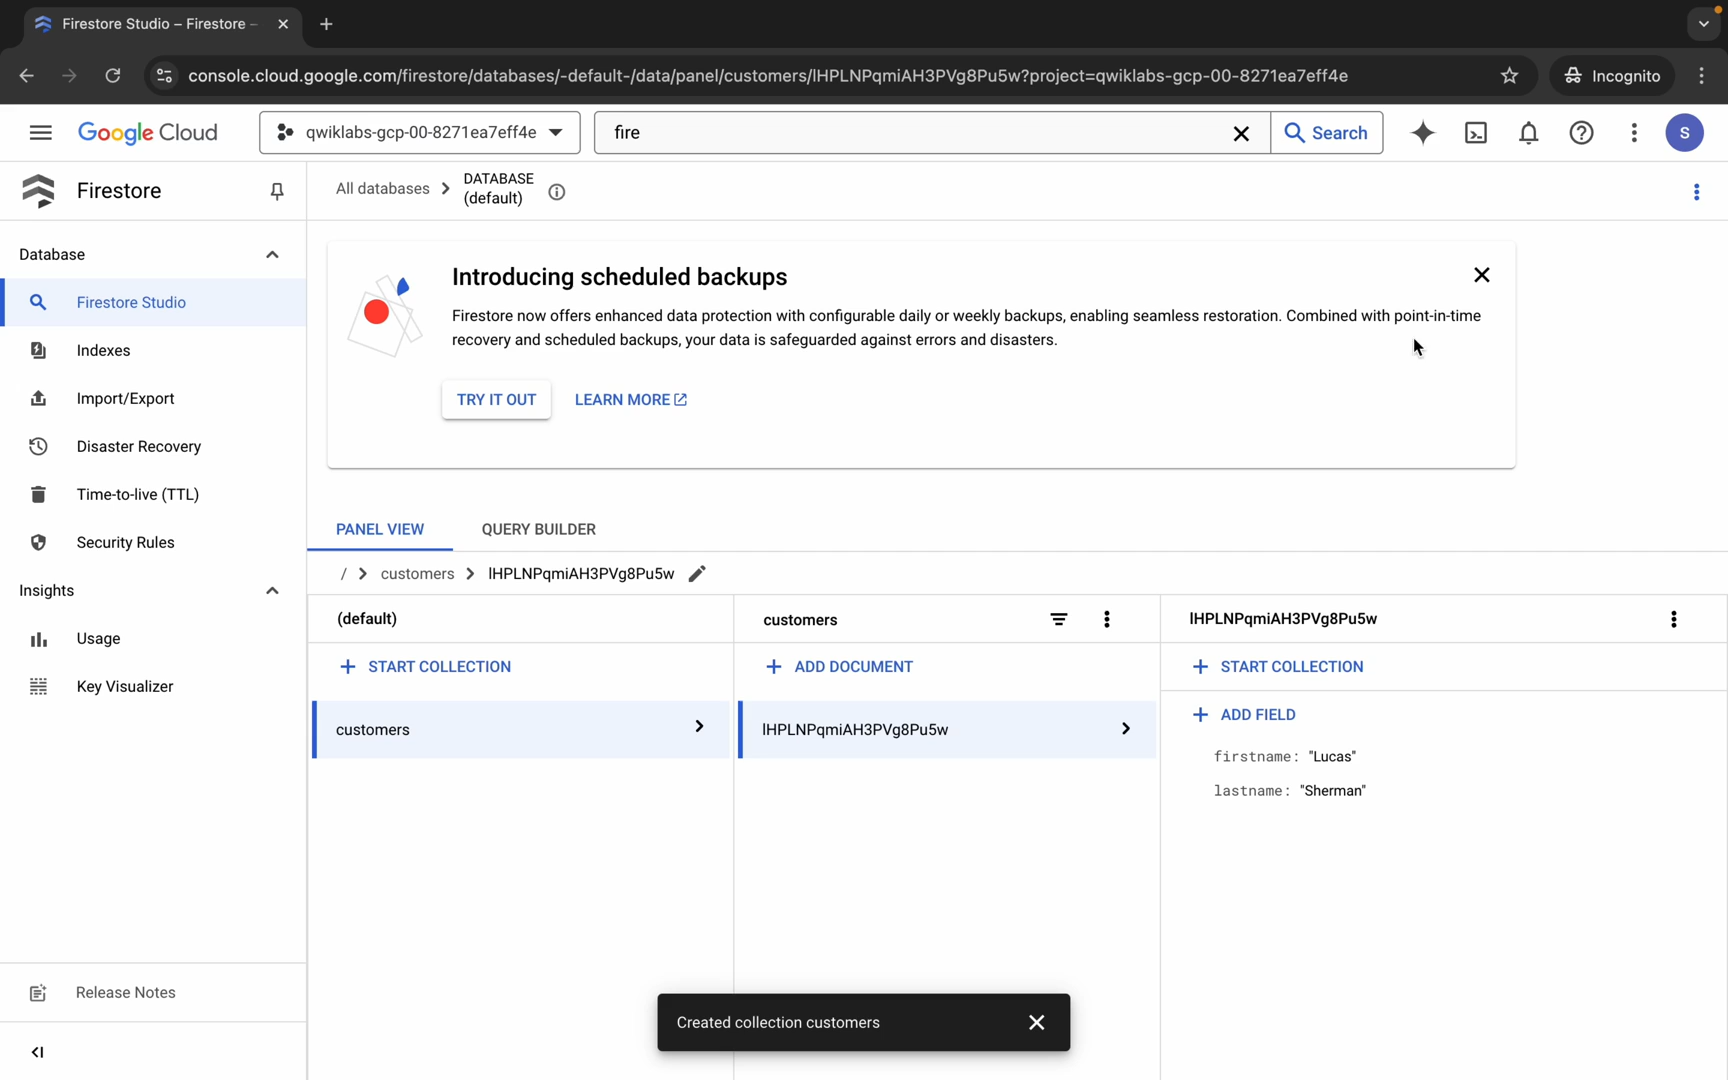 Firestore Studio – Firestore –
console.cloud.google.com/firestore/databases/-default-/data/panel/customers/lHPLNPqmiAH3PVg8Pu5w?project=qwiklabs-gcp-00-8271ea7eff4e
Incognito
Google Cloud
qwiklabs-gcp-00-8271ea7eff4e
fire
Search
S
Firestore
All databases
DATABASE
(default)
Database
Firestore Studio
Indexes
Import/Export
Disaster Recovery
Time-to-live (TTL)
Security Rules
Insights
Usage
Key Visualizer
Release Notes
Introducing scheduled backups
Firestore now offers enhanced data protection with configurable daily or weekly backups, enabling seamless restoration. Combined with point-in-time
recovery and scheduled backups, your data is safeguarded against errors and disasters.
TRY IT OUT
LEARN MORE
PANEL VIEW
QUERY BUILDER
/ > customers > lHPLNPqmiAH3PVg8Pu5w
(default)
START COLLECTION
customers
customers
ADD DOCUMENT
lHPLNPqmiAH3PVg8Pu5w
lHPLNPqmiAH3PVg8Pu5w
START COLLECTION
ADD FIELD
firstname: "Lucas"
lastname: "Sherman"
Created collection customers